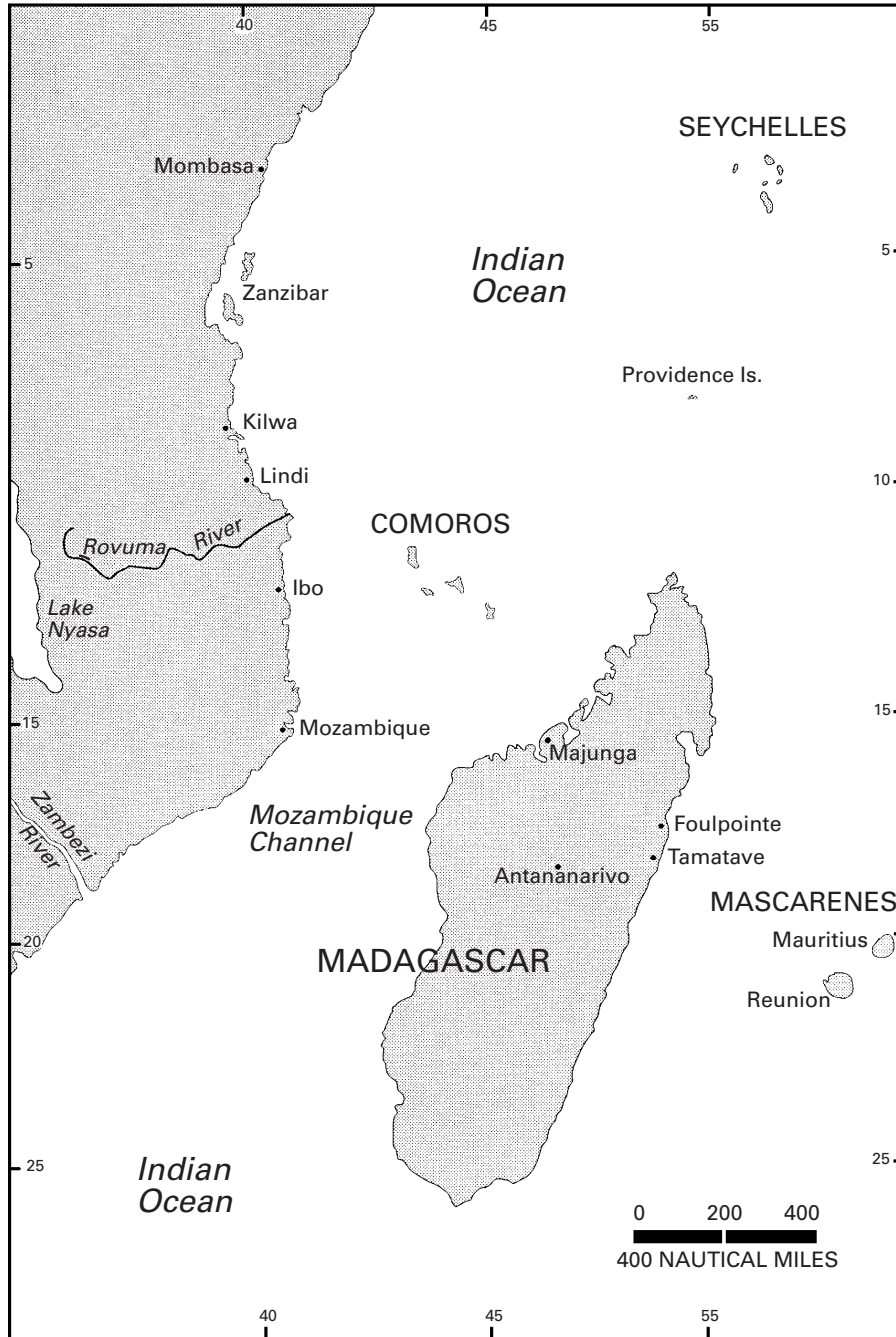 40
45
55
SEYCHELLES
Mombasa
5
5
Indian
Ocean
Zanzibar
Providence Is.
Kilwa
Lindi
10
COMOROS
Rovuma River
Ibo
Lake
Nyasa
15
15
Mozambique
Majunga
Mozambique
Channel
Zambezi
River
Foulpointe
Tamatave
Antananarivo
MASCARENES
Mauritius
20
MADAGASCAR
Reunion
25
25
Indian
Ocean
0 200 400
400 NAUTICAL MILES
40
45
55